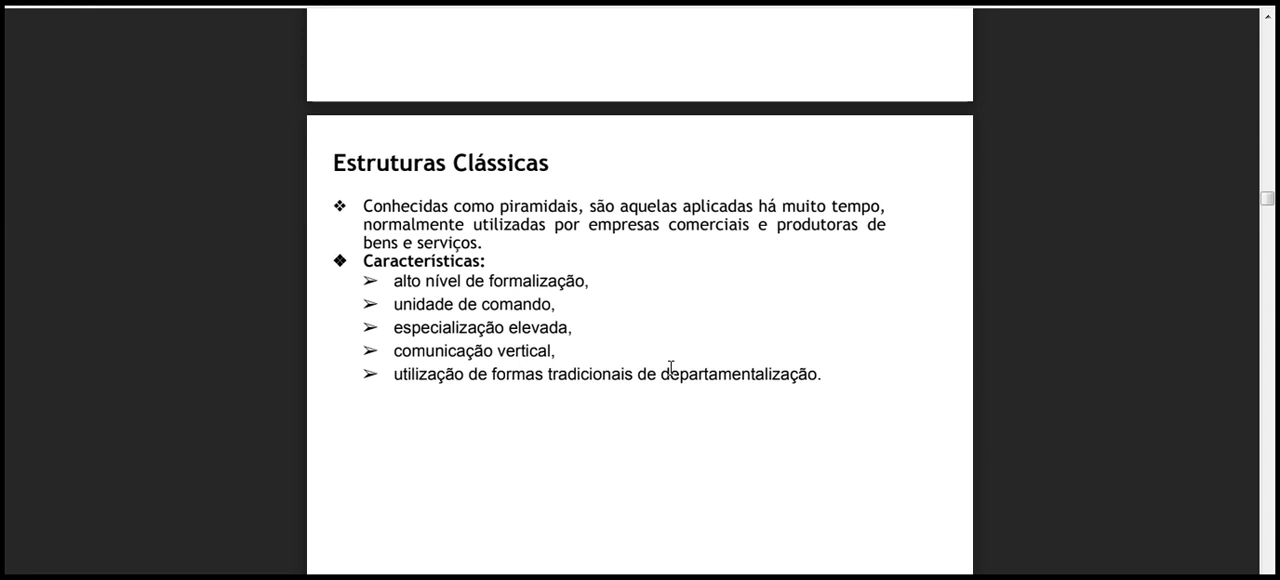 Estruturas Clássicas
❖ Conhecidas como piramidais, são aquelas aplicadas há muito tempo,
normalmente utilizadas por empresas comerciais e produtoras de
bens e serviços.
❖ Características:
➢ alto nível de formalização,
➢ unidade de comando,
➢ especialização elevada,
➢ comunicação vertical,
➢ utilização de formas tradicionais de departamentalização.